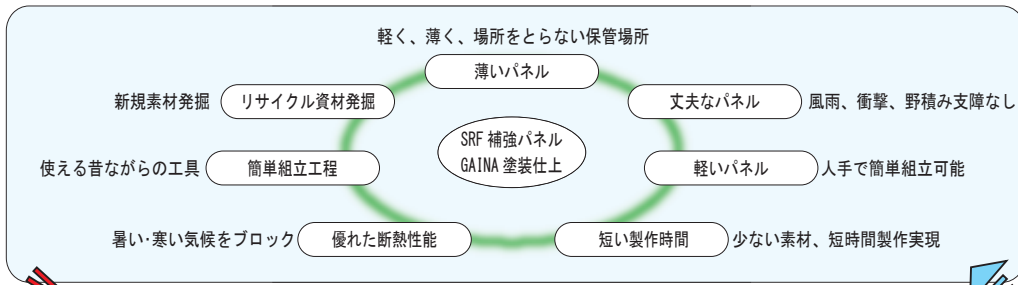 軽く、薄く、場所をとらない保管場所
薄いパネル
新規素材発掘 リサイクル資材発掘
丈夫なパネル 風雨、衝撃、野積み支障なし
SRF 補強パネル
GAINA 塗装仕上
使える昔ながらの工具 簡単組立工程
軽いパネル 人手で簡単組立可能
暑い・寒い気候をブロック 優れた断熱性能
短い製作時間 少ない素材、短時間製作実現